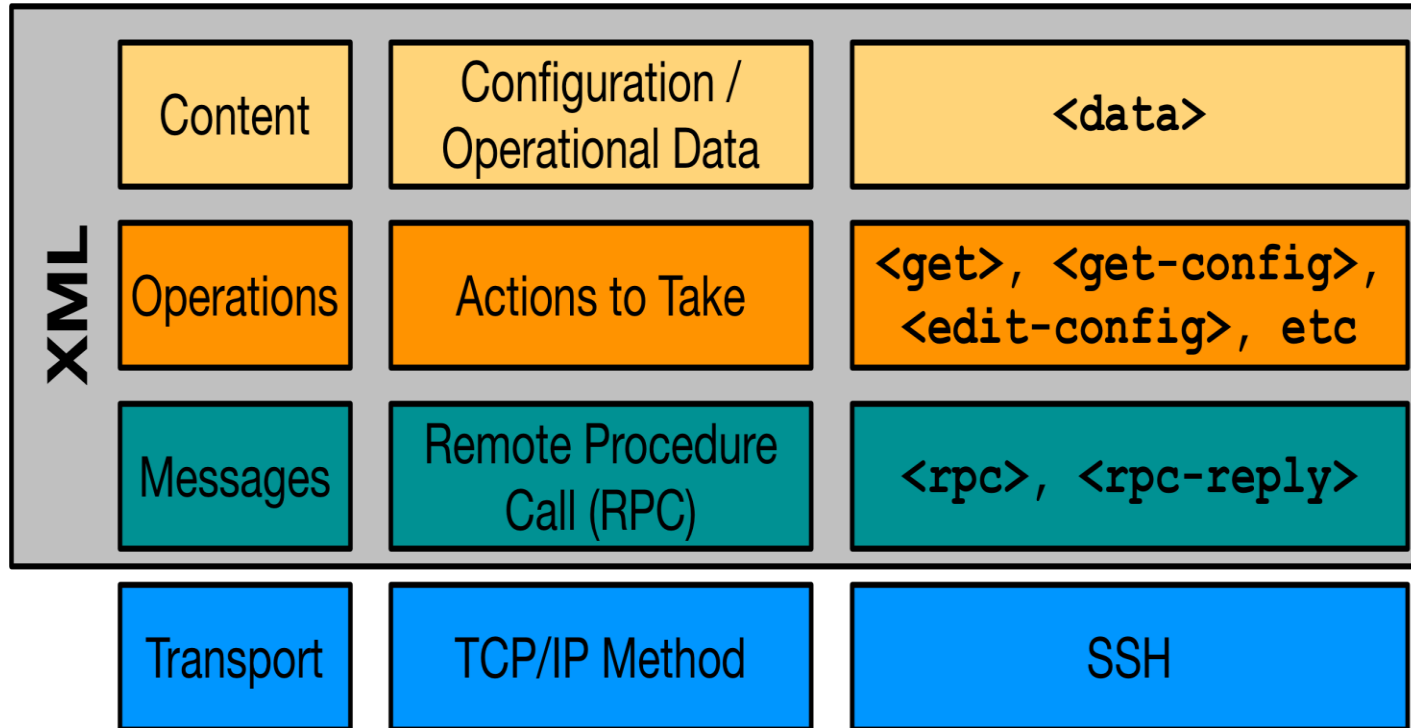 XML
Content
Configuration /
Operational Data
<data>
Operations
Actions to Take
<get>, <get-config>,
<edit-config>, etc
Messages
Remote Procedure
Call (RPC)
<rpc>, <rpc-reply>
Transport
TCP/IP Method
SSH